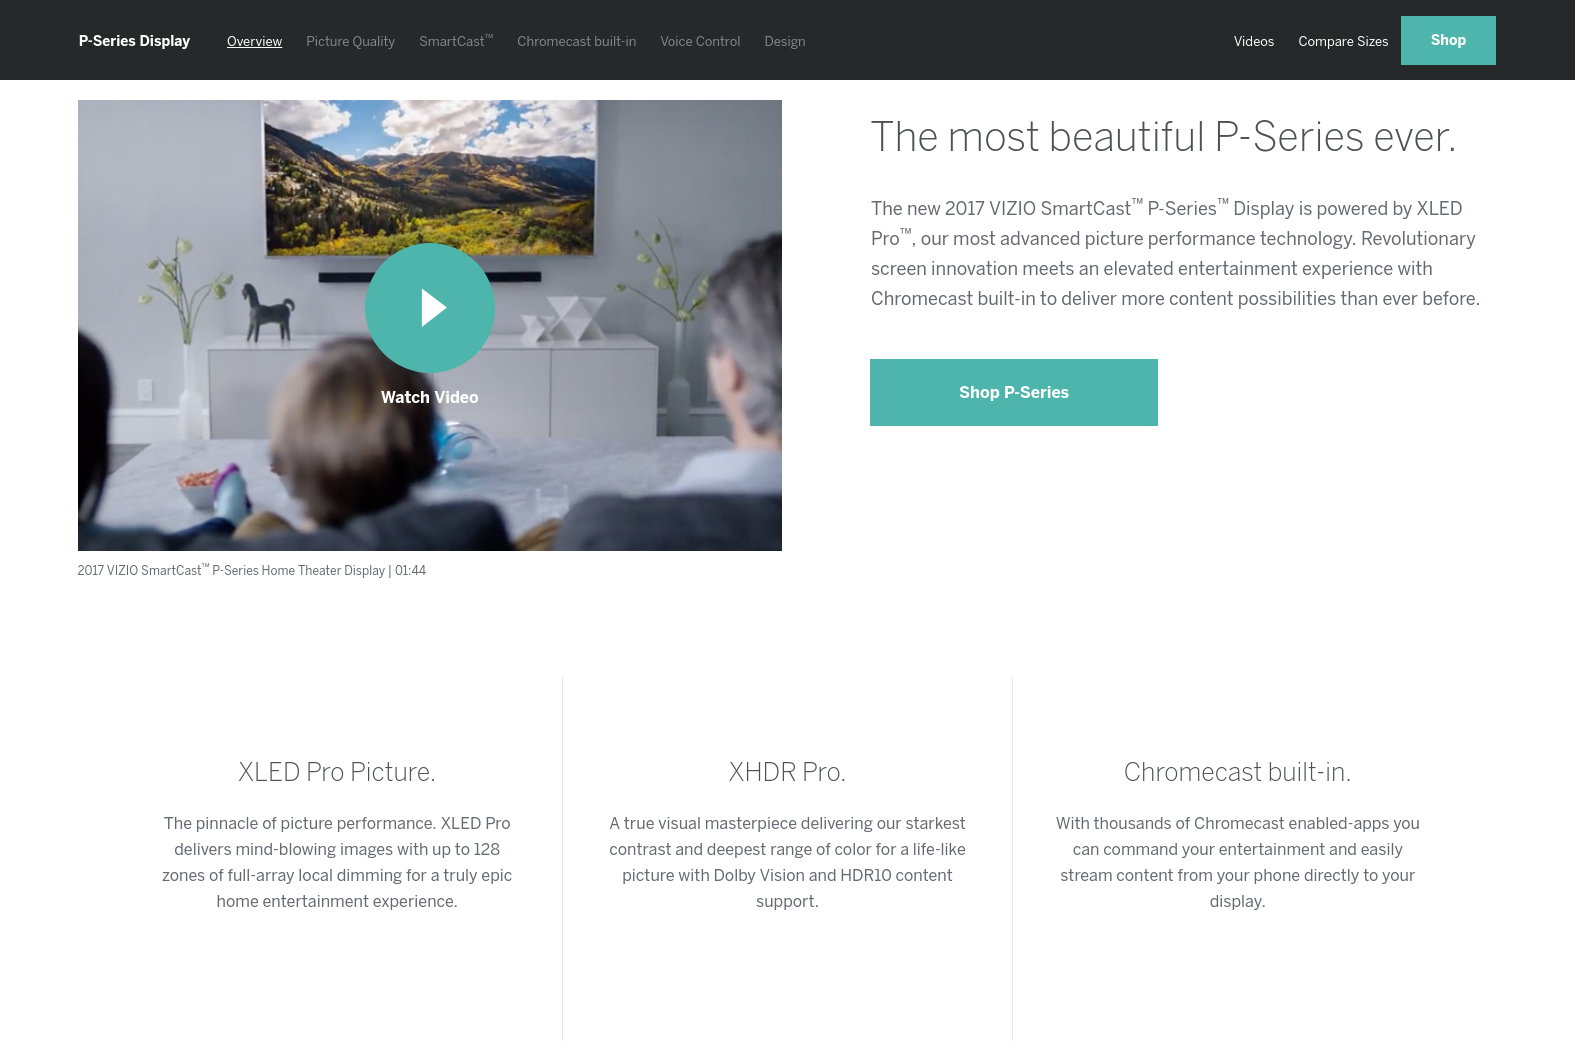 P-Series Display
Overview
Picture Quality
SmartCast™
Chromecast built-in
Voice Control
Design
Videos
Compare Sizes
Shop
Watch Video
2017 VIZIO SmartCast™ P-Series Home Theater Display | 01:44
The most beautiful P-Series ever.
The new 2017 VIZIO SmartCast™ P-Series™ Display is powered by XLED
Pro™, our most advanced picture performance technology. Revolutionary
screen innovation meets an elevated entertainment experience with
Chromecast built-in to deliver more content possibilities than ever before.
Shop P-Series
XLED Pro Picture.
The pinnacle of picture performance. XLED Pro
delivers mind-blowing images with up to 128
zones of full-array local dimming for a truly epic
home entertainment experience.
XHDR Pro.
A true visual masterpiece delivering our starkest
contrast and deepest range of color for a life-like
picture with Dolby Vision and HDR10 content
support.
Chromecast built-in.
With thousands of Chromecast enabled-apps you
can command your entertainment and easily
stream content from your phone directly to your
display.